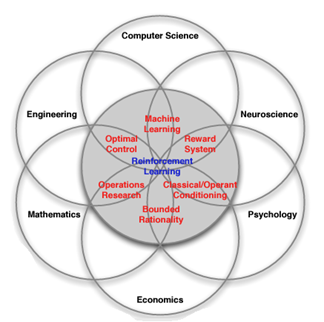 Computer Science
Engineering
Neuroscience
Machine
Learning
Optimal
Control
Reward
System
Reinforcement
Learning
Operations
Research
Classical/Operant
Conditioning
Bounded
Rationality
Mathematics
Psychology
Economics